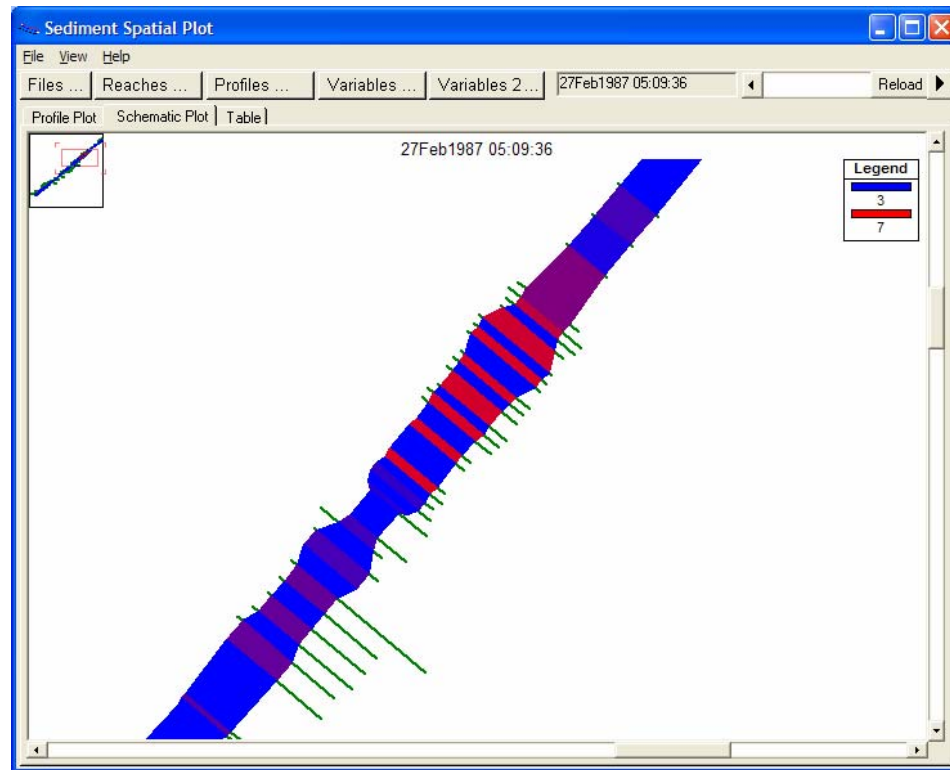 Sediment Spatial Plot
File View Help
Files ... Reaches ... Profiles ... Variables ... Variables 2... 27Feb1987 05:09:36 Reload
Profile Plot Schematic Plot Table
27Feb1987 05:09:36
Legend
3
7